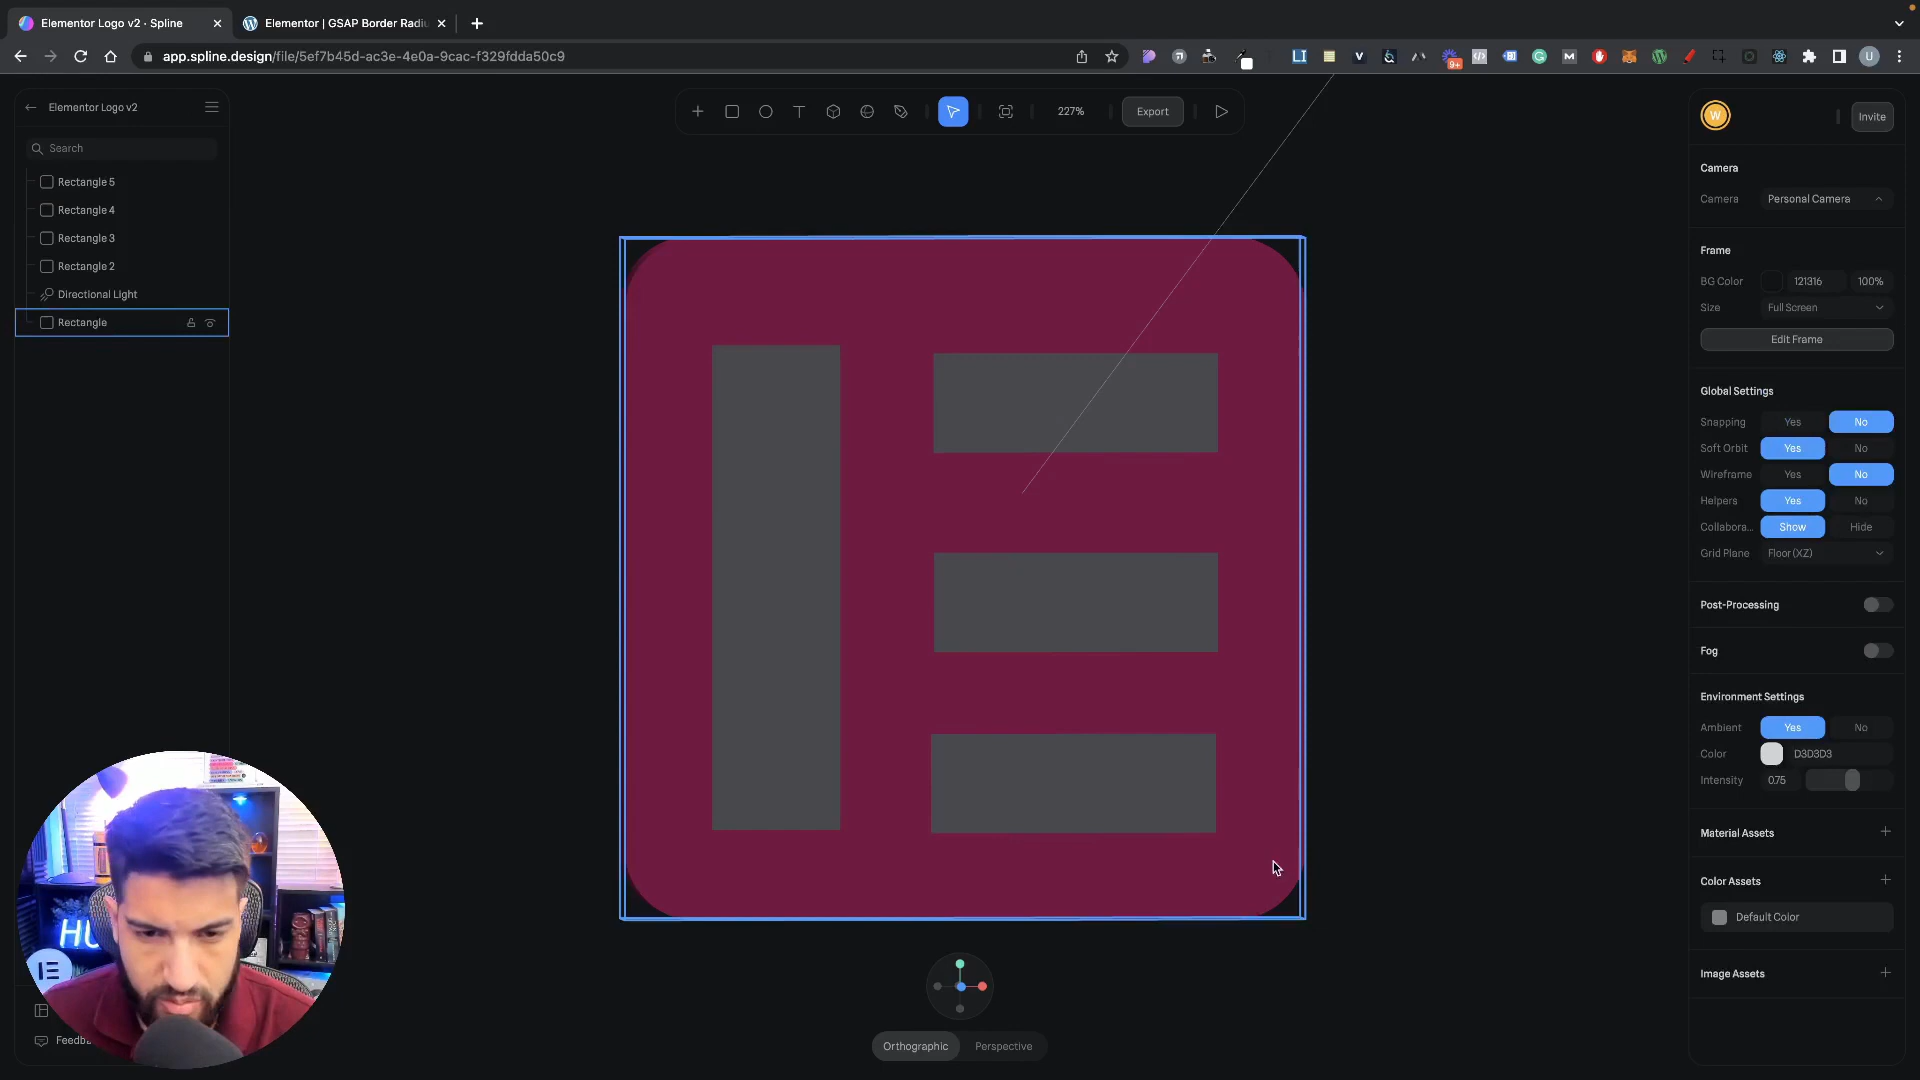 Elementor Logo v2 - Spline
Elementor | GSAP Border Radiu
app.spline.design/file/5ef7b45d-ac3e-4e0a-9cac-f329fdda50c9
9+
U
Elementor Logo v2
227%
Export
W
Invite
Search
Rectangle 5
Rectangle 4
Rectangle 3
Rectangle 2
Directional Light
Rectangle
Camera
Camera
Personal Camera
Frame
BG Color
121316
100%
Size
Full Screen
Edit Frame
Global Settings
Snapping
Yes
No
Soft Orbit
Yes
No
Wireframe
Yes
No
Helpers
Yes
No
Collabora...
Show
Hide
Grid Plane
Floor (XZ)
Post-Processing
Fog
Environment Settings
Ambient
Yes
No
Color
D3D3D3
Intensity
0.75
Material Assets
Color Assets
Default Color
Image Assets
HU
Feedba
Orthographic
Perspective